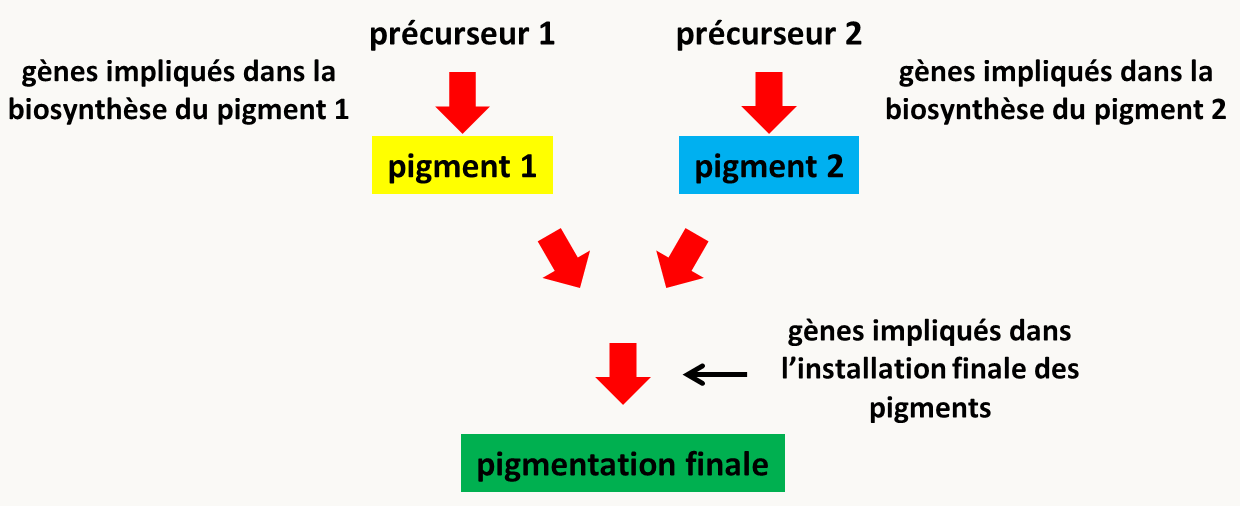 précurseur 1
précurseur 2
gènes impliqués dans la
biosynthèse du pigment 1
gènes impliqués dans la
biosynthèse du pigment 2
pigment 1
pigment 2
gènes impliqués dans
l’installation finale des
pigments
pigmentation finale